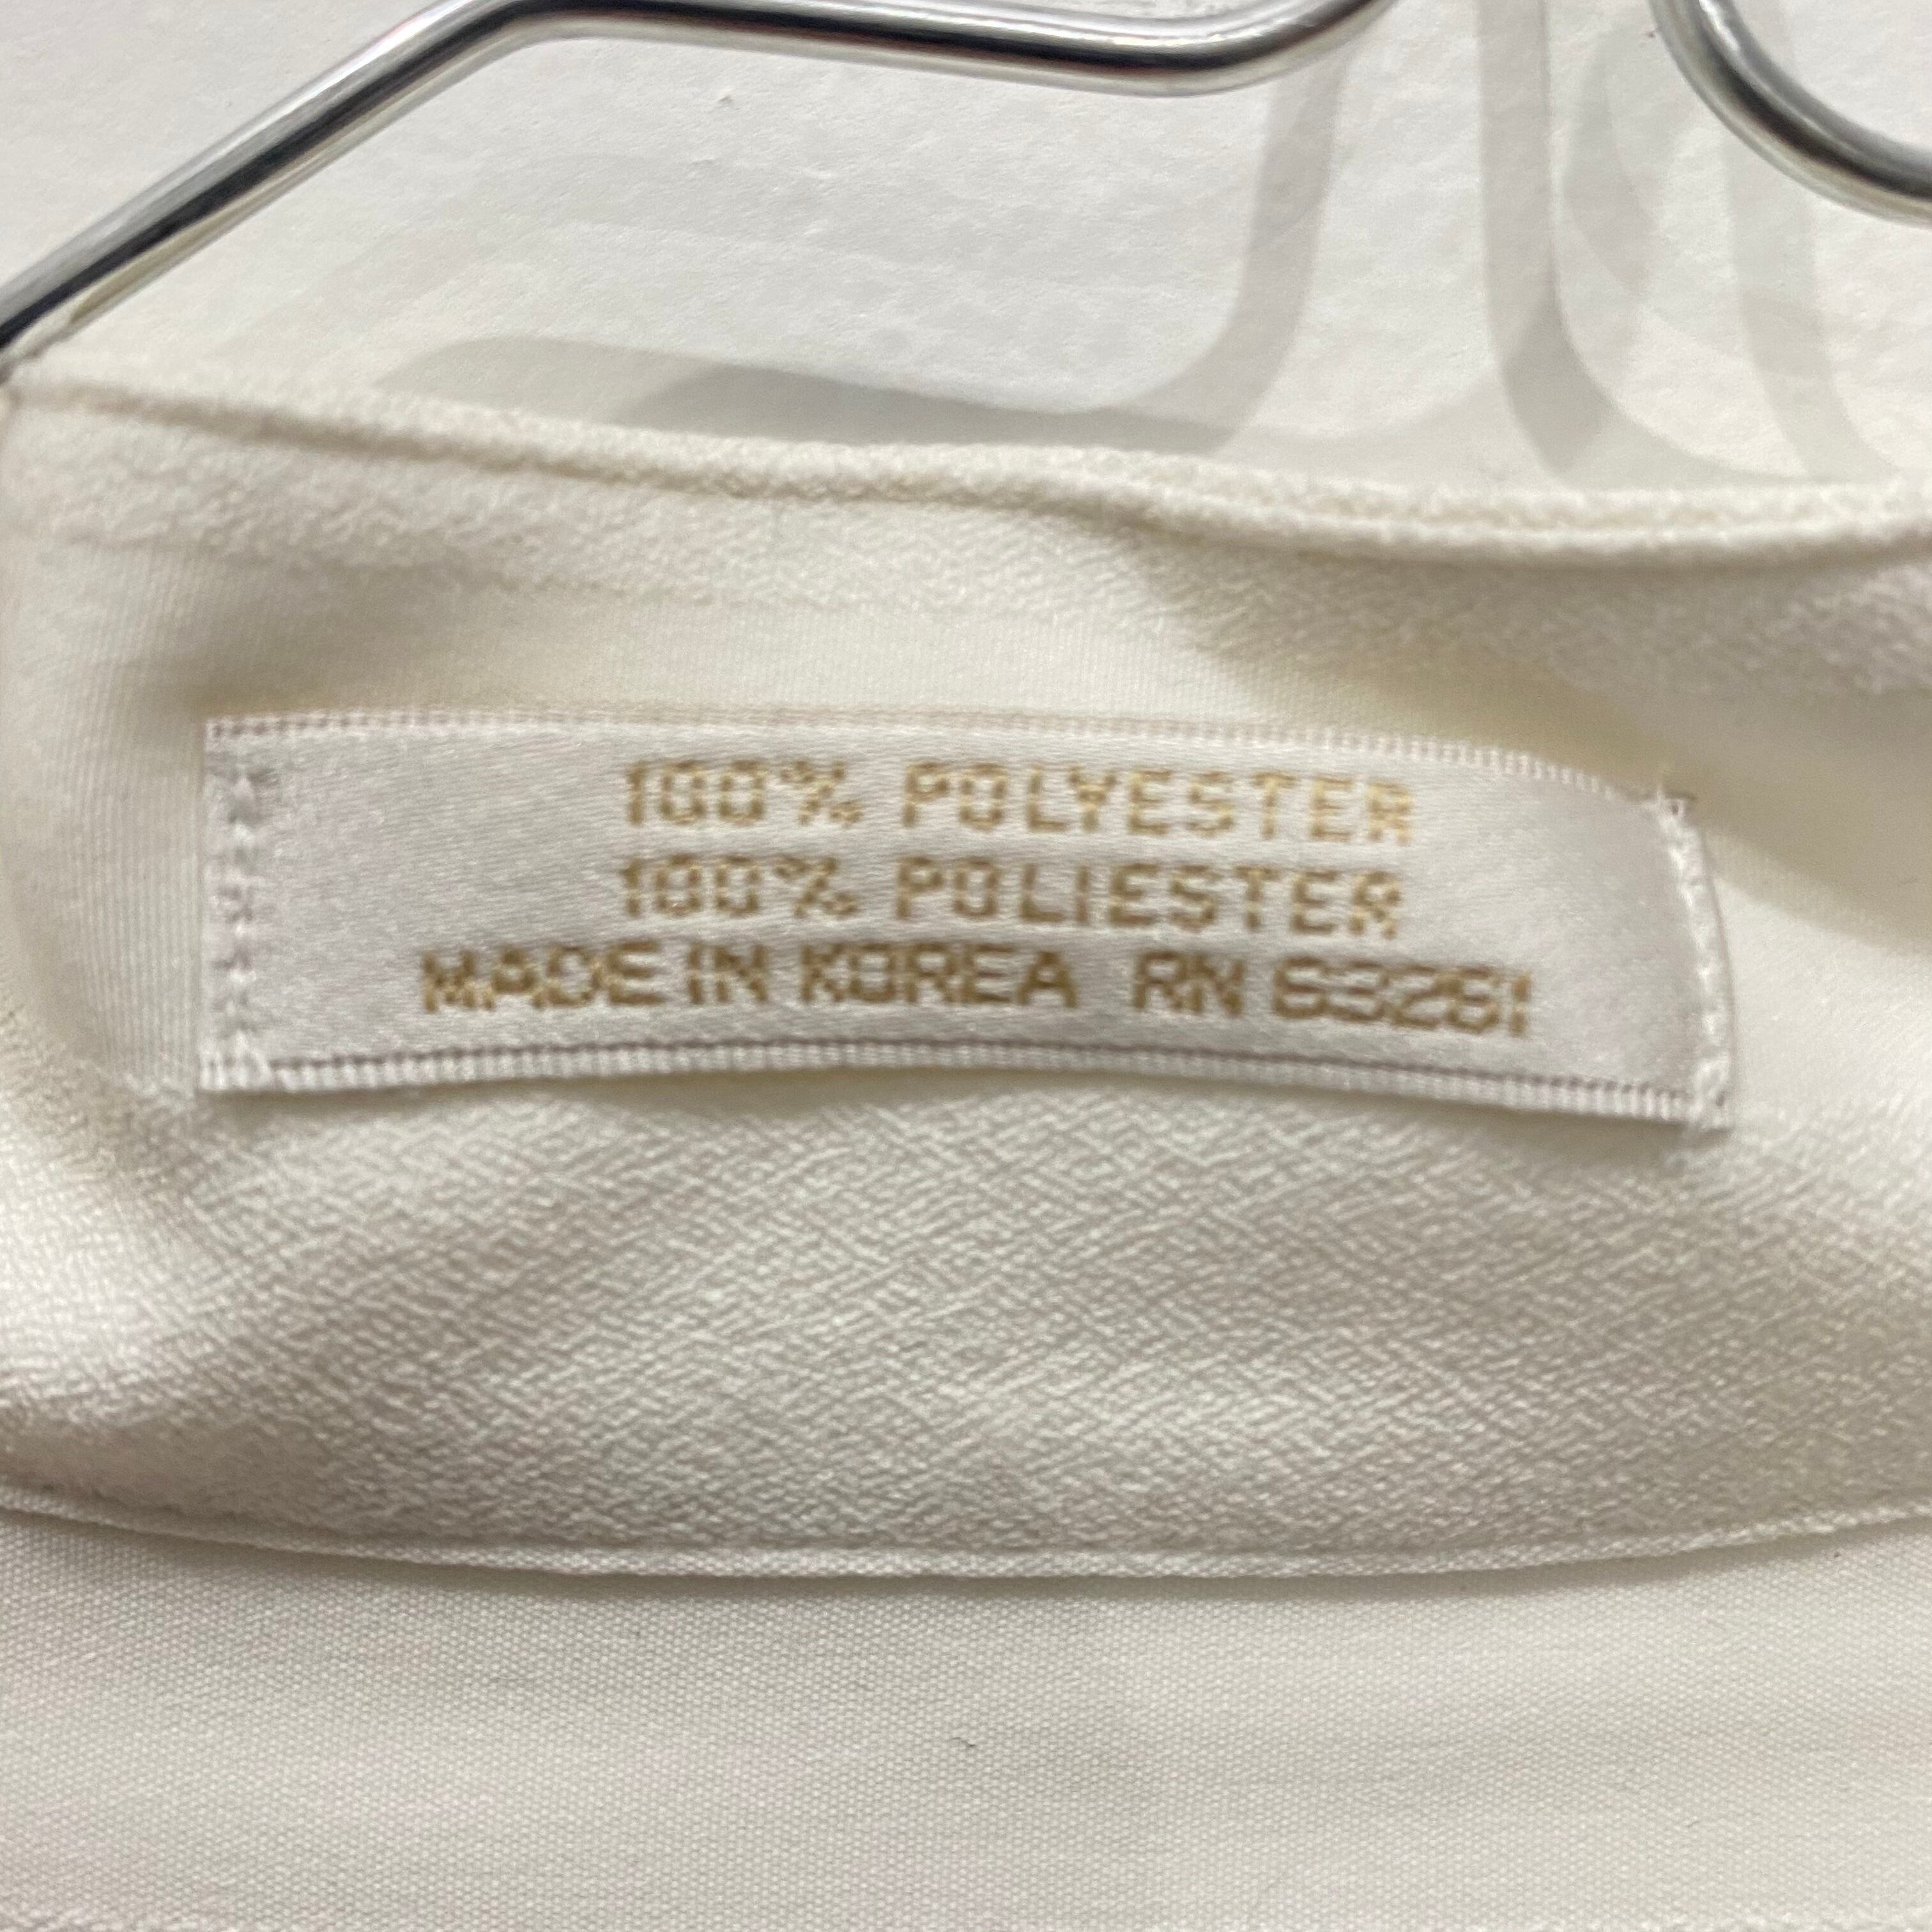 100% POLYESTER
100% POLIESTER
MADE IN KOREA RN 63261